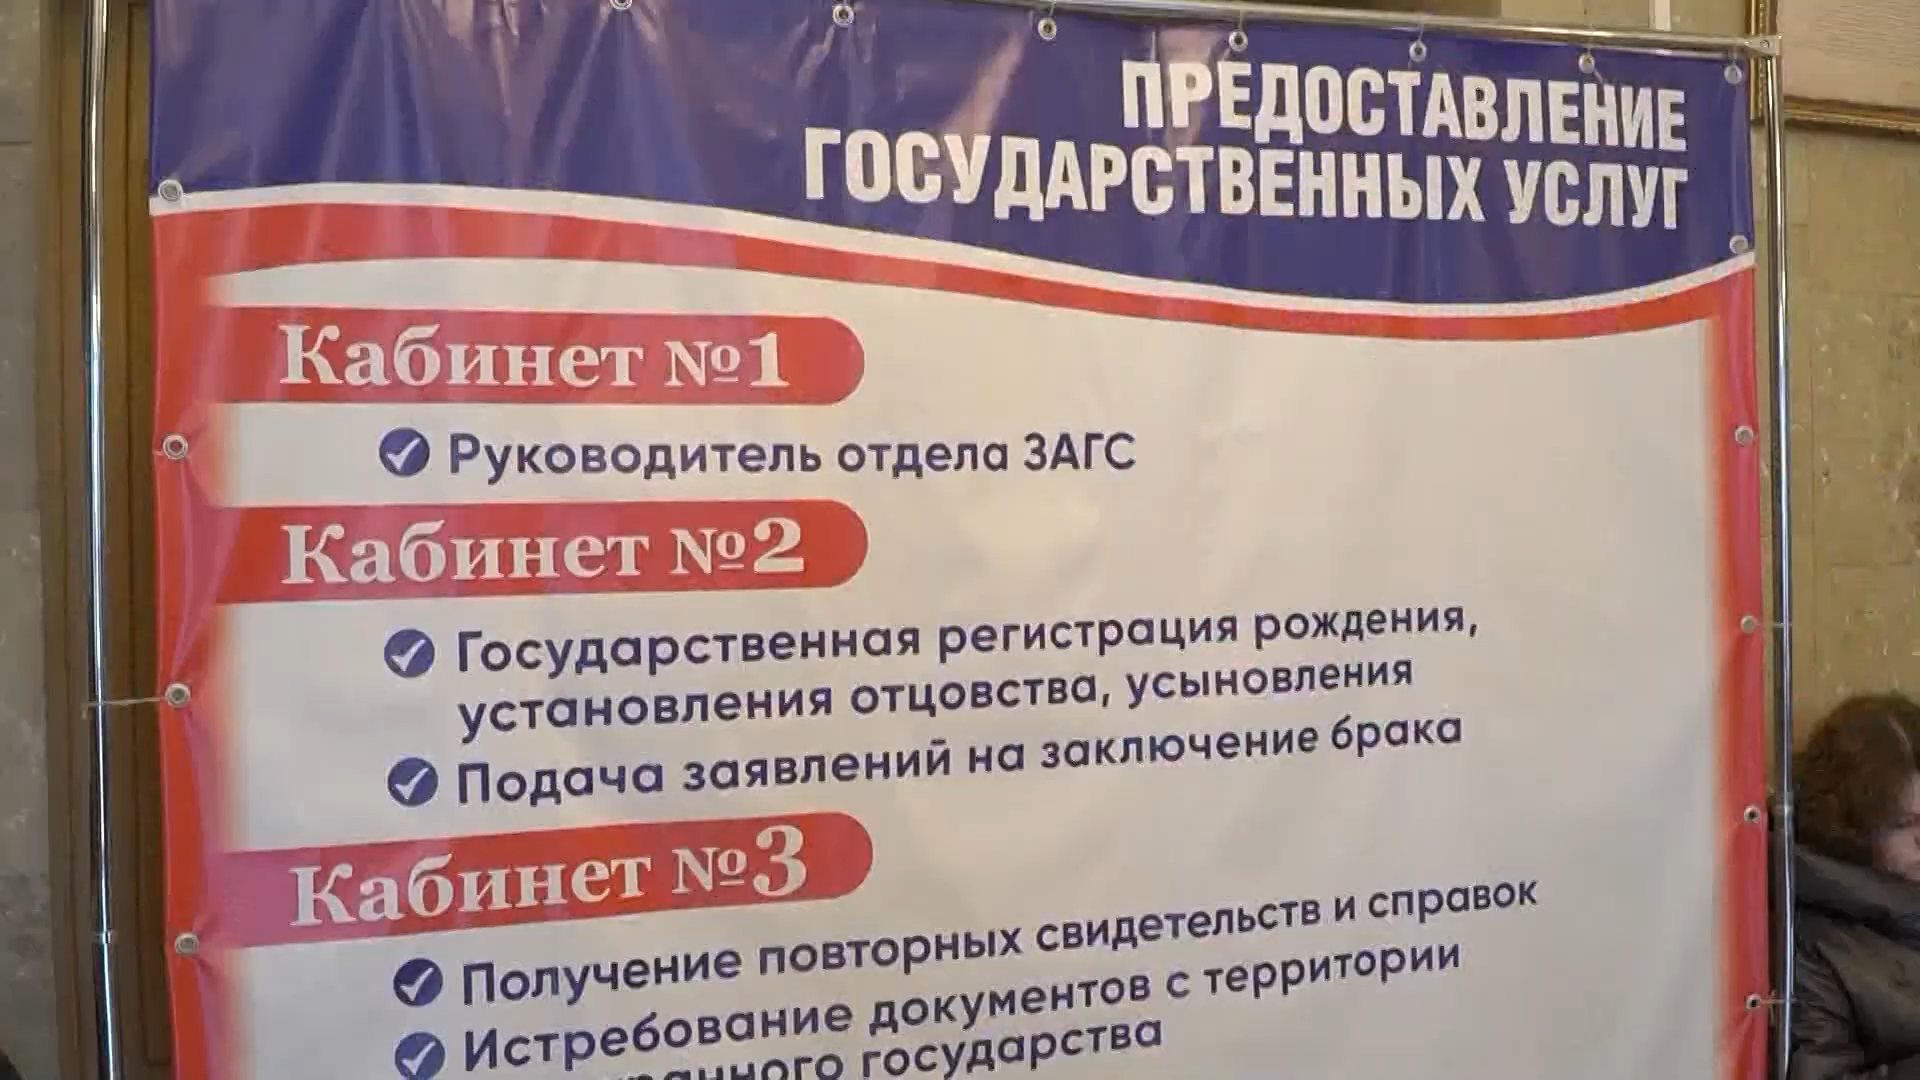 ПРЕДОСТАВЛЕНИЕ
ГОСУДАРСТВЕННЫХ УСЛУГ
Кабинет №1
Руководитель отдела ЗАГС
Кабинет №2
Государственная регистрация рождения,
установления отцовства, усыновления
Подача заявлений на заключение брака
Кабинет №3
Получение повторных свидетельств и справок
Истребование документов с территории
государства